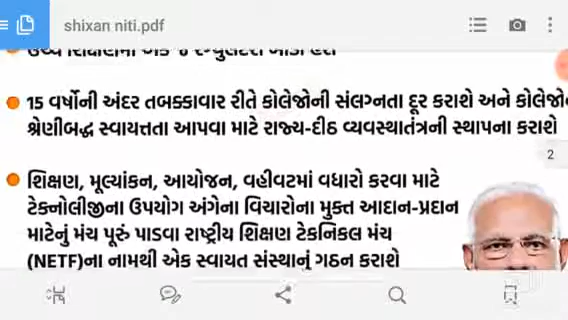 shixan niti.pdf
15 વર્ષોની અંદર તબક્કાવાર રીતે કોલેજોની સંલગ્નતા દૂર કરાશે અને કોલેજો
શ્રેણીબદ્ધ સ્વાયત્તતા આપવા માટે રાજ્ય-દીઠ વ્યવસ્થાતંત્રની સ્થાપના કરાશે
2
શિક્ષણ, મૂલ્યાંકન, આયોજન, વહીવટમાં વધારો કરવા માટે
ટેક્નોલીજીના ઉપયોગ અંગેના વિચારોના મુક્ત આદાન-પ્રદાન
માટેનું મંચ પૂરું પાડવા રાષ્ટ્રીય શિક્ષણ ટેકનિકલ મંચ
(NETF)ના નામથી એક સ્વાયત સંસ્થાનું ગઠન કરાશે